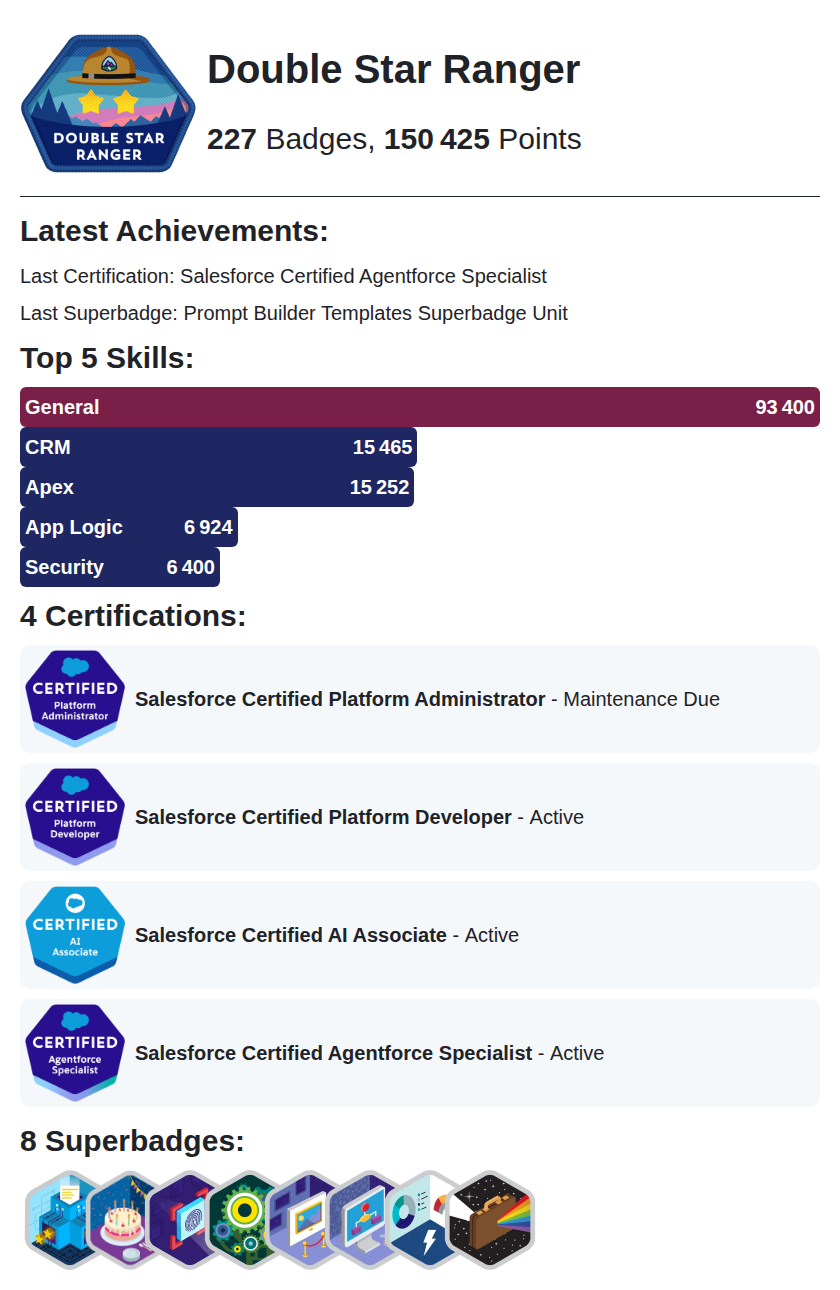 DOUBLE STAR
RANGER
Double Star Ranger
227 Badges, 150 425 Points
Latest Achievements:
Last Certification: Salesforce Certified Agentforce Specialist
Last Superbadge: Prompt Builder Templates Superbadge Unit
Top 5 Skills:
General 93 400
CRM 15 465
Apex 15 252
App Logic 6 924
Security 6 400
4 Certifications:
CERTIFIED
Platform
Administrator
Salesforce Certified Platform Administrator - Maintenance Due
CERTIFIED
Platform
Developer
Salesforce Certified Platform Developer - Active
CERTIFIED
AI
Associate
Salesforce Certified AI Associate - Active
CERTIFIED
Agentforce
Specialist
Salesforce Certified Agentforce Specialist - Active
8 Superbadges: